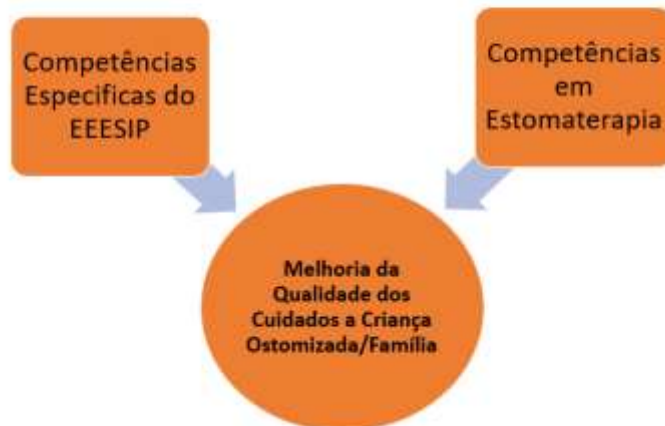 Competências
Especificas do
EEESIP
Competências
em
Estomaterapia
Melhoria da
Qualidade dos
Cuidados a Criança
Ostomizada/Família